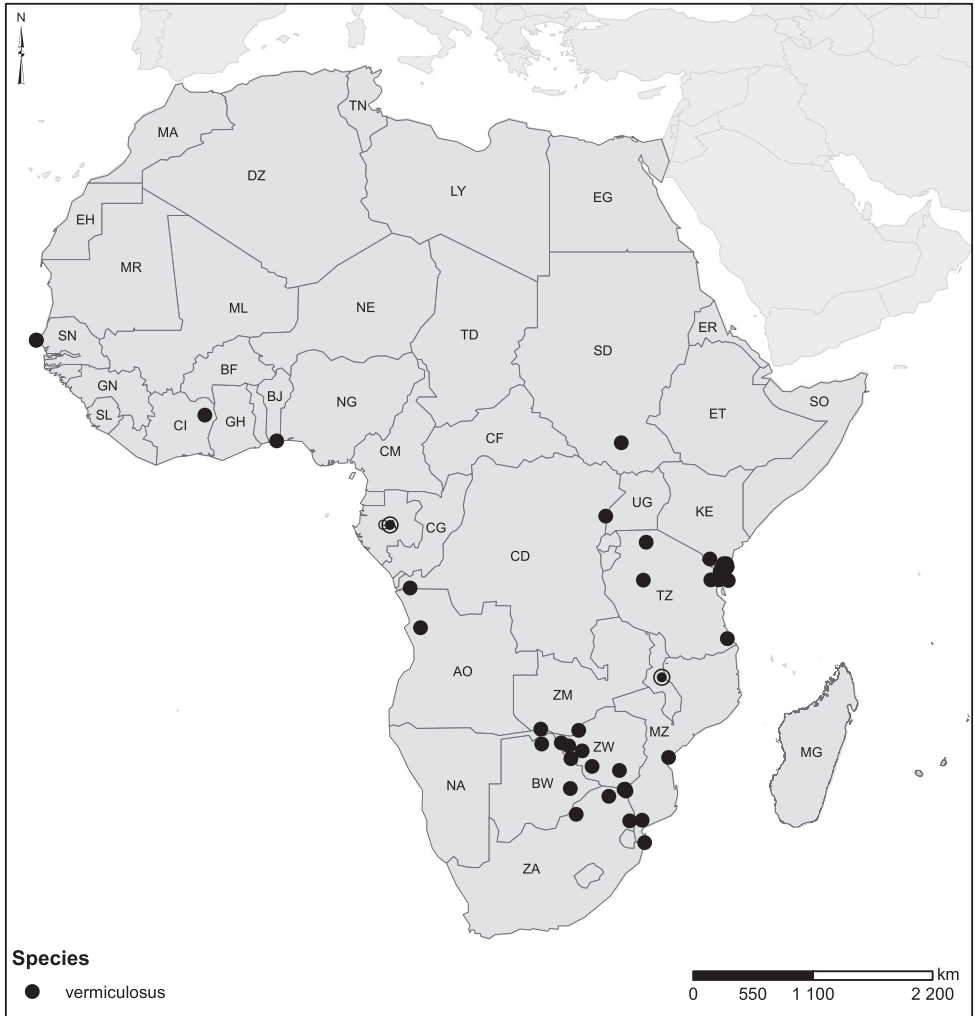 N
TN
MA
DZ
LY
EG
EH
MR
ML
NE
TD
SD
ER
SN
BF
GN
BJ
NG
SO
SL
CI
GH
ET
CF
CM
UG
KE
CG
CD
TZ
AO
ZM
MZ
ZW
MG
NA
BW
ZA
Species
vermiculosus
km
0 550 1 100 2 200